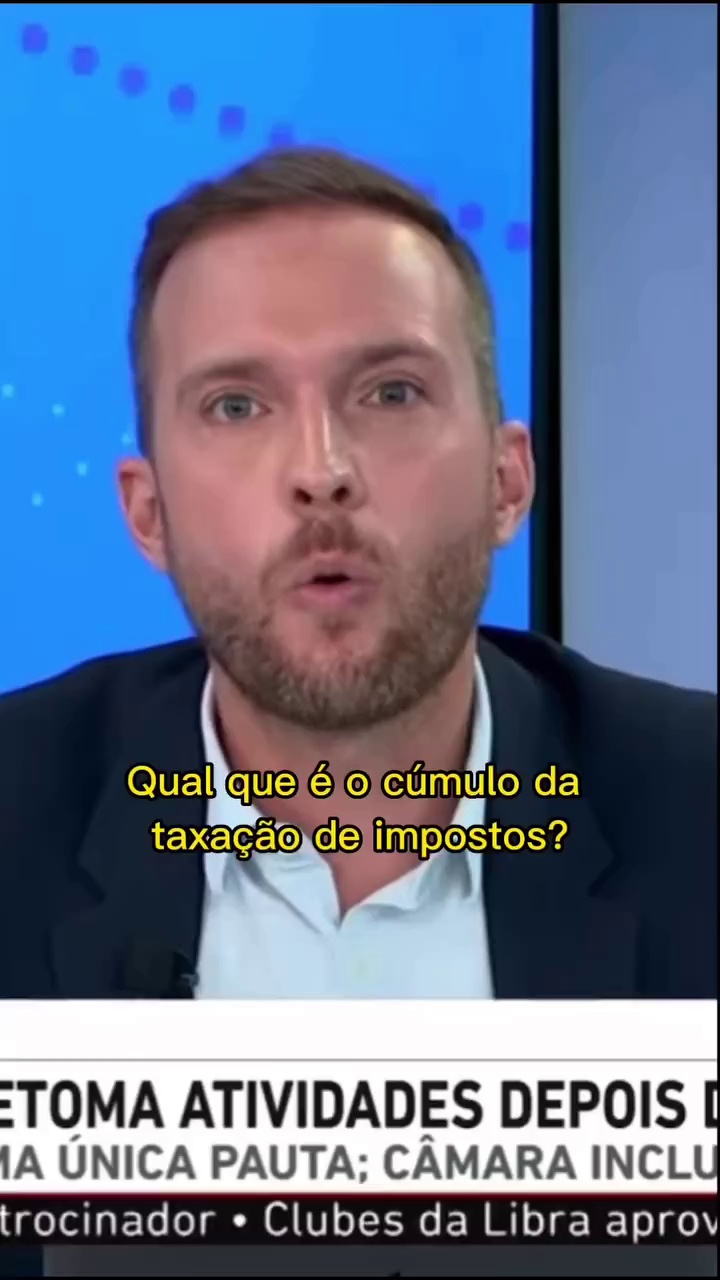 Qual que é o cúmulo da
taxação de impostos?
ETOMA ATIVIDADES DEPOIS D
MA ÚNICA PAUTA; CÂMARA INCLU
trocinador • Clubes da Libra aprov